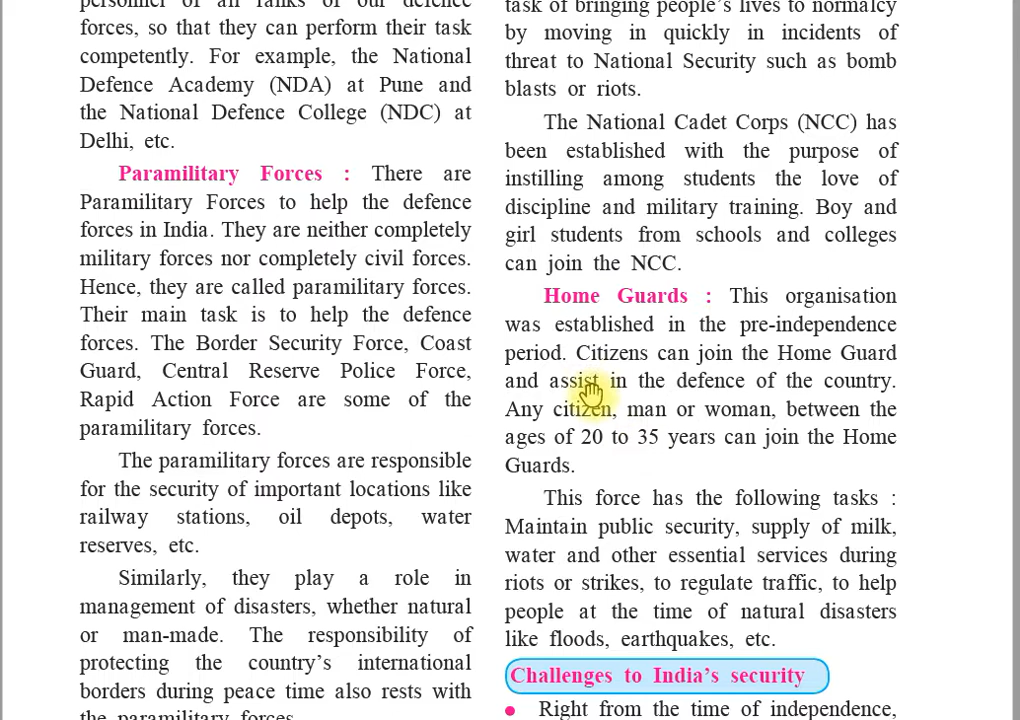 personnel of all ranks of our defence
forces, so that they can perform their task
competently. For example, the National
Defence Academy (NDA) at Pune and
the National Defence College (NDC) at
Delhi, etc.
Paramilitary Forces : There are
Paramilitary Forces to help the defence
forces in India. They are neither completely
military forces nor completely civil forces.
Hence, they are called paramilitary forces.
Their main task is to help the defence
forces. The Border Security Force, Coast
Guard, Central Reserve Police Force,
Rapid Action Force are some of the
paramilitary forces.
The paramilitary forces are responsible
for the security of important locations like
railway stations, oil depots, water
reserves, etc.
Similarly, they play a role in
management of disasters, whether natural
or man-made. The responsibility of
protecting the country's international
borders during peace time also rests with
the paramilitary forces.
task of bringing people's lives to normalcy
by moving in quickly in incidents of
threat to National Security such as bomb
blasts or riots.
The National Cadet Corps (NCC) has
been established with the purpose of
instilling among students the love of
discipline and military training. Boy and
girl students from schools and colleges
can join the NCC.
Home Guards : This organisation
was established in the pre-independence
period. Citizens can join the Home Guard
and assist in the defence of the country.
Any citizen, man or woman, between the
ages of 20 to 35 years can join the Home
Guards.
This force has the following tasks :
Maintain public security, supply of milk,
water and other essential services during
riots or strikes, to regulate traffic, to help
people at the time of natural disasters
like floods, earthquakes, etc.
Challenges to India's security
• Right from the time of independence,